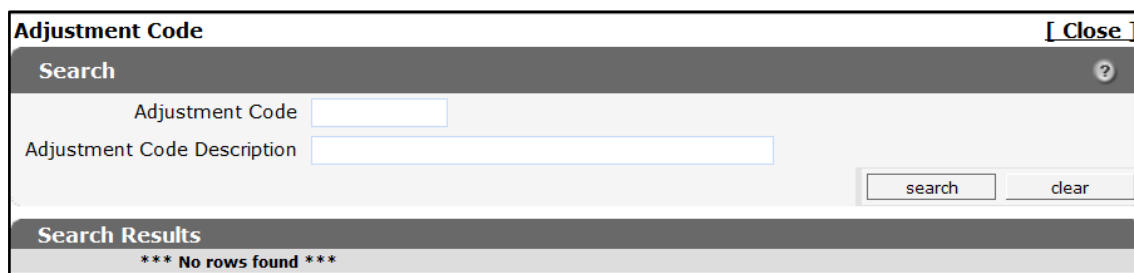 Adjustment Code [ Close ]
Search ?
Adjustment Code
Adjustment Code Description
search clear
Search Results
*** No rows found ***